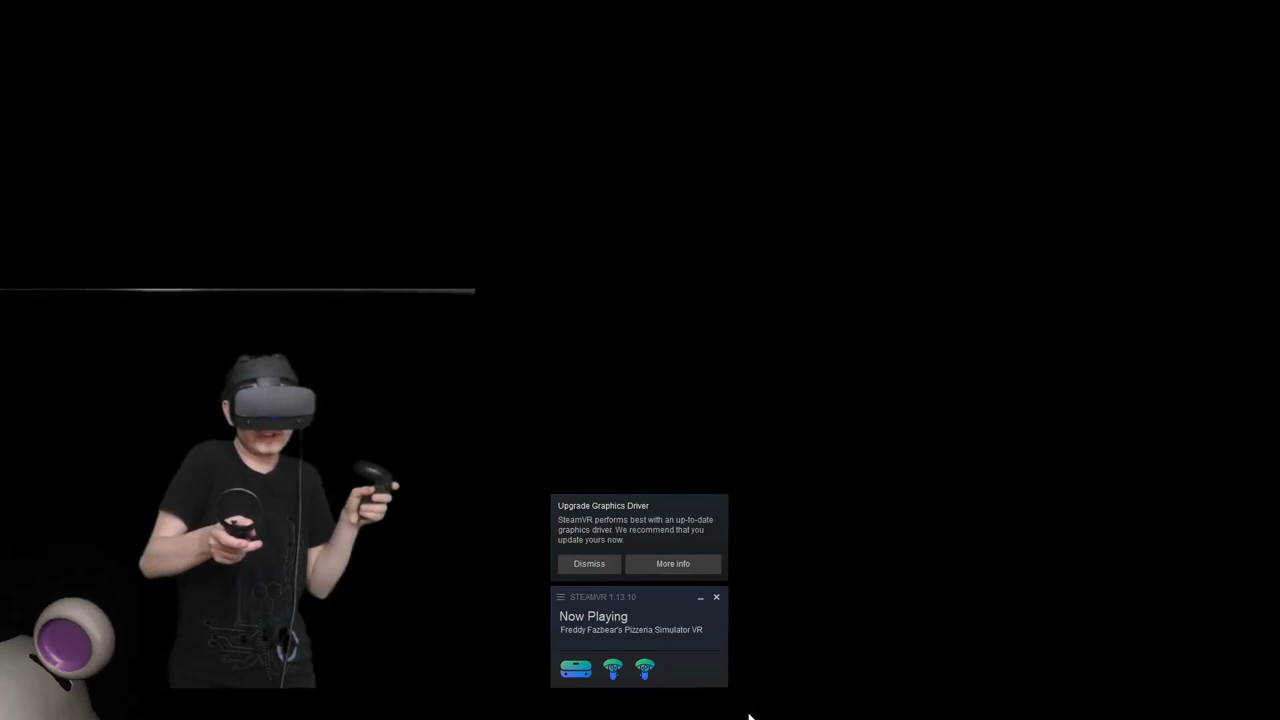 Upgrade Graphics Driver
SteamVR performs best with an up-to-date
graphics driver. We recommend that you
update yours now.
Dismiss More info
STEAMVR 1.13.10
Now Playing
Freddy Fazbear's Pizzeria Simulator VR